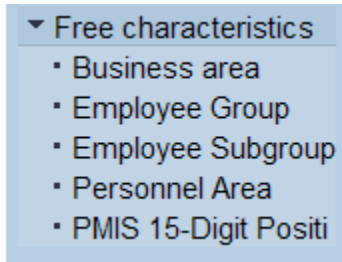 Free characteristics
Business area
Employee Group
Employee Subgroup
Personnel Area
PMIS 15-Digit Positi